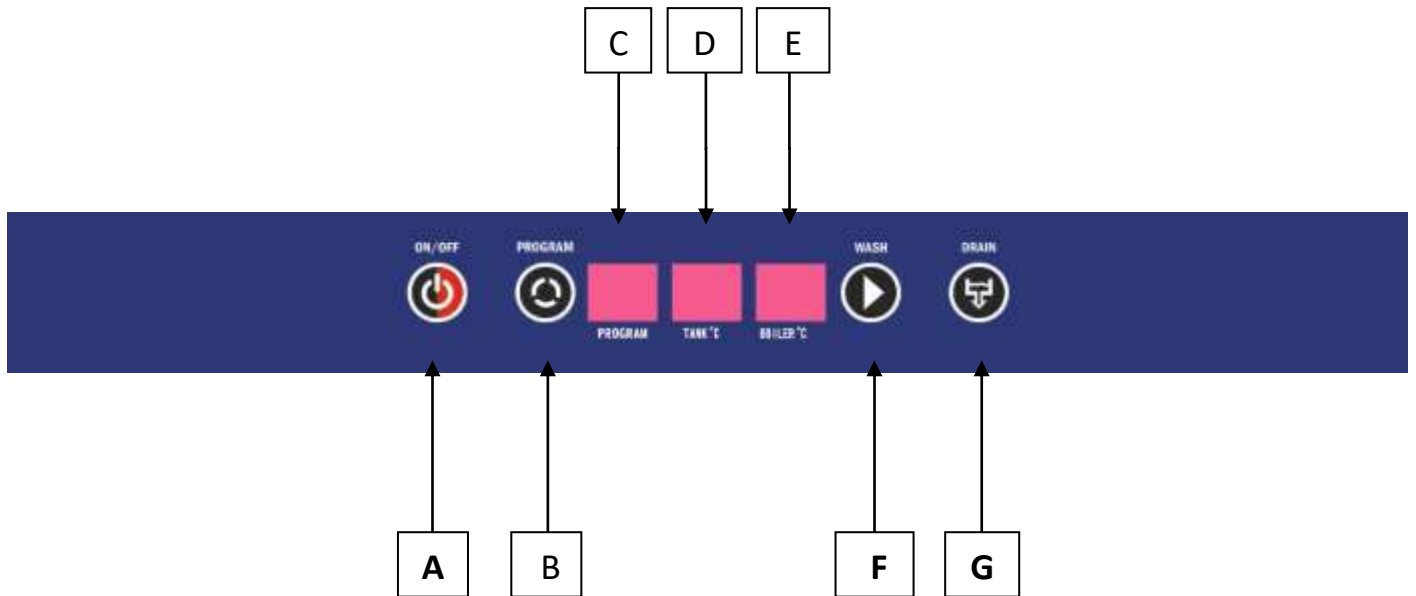 C D E
ON/OFF PROGRAM WASH DRAIN
PROGRAM TANK °C BOILER °C
A B F G